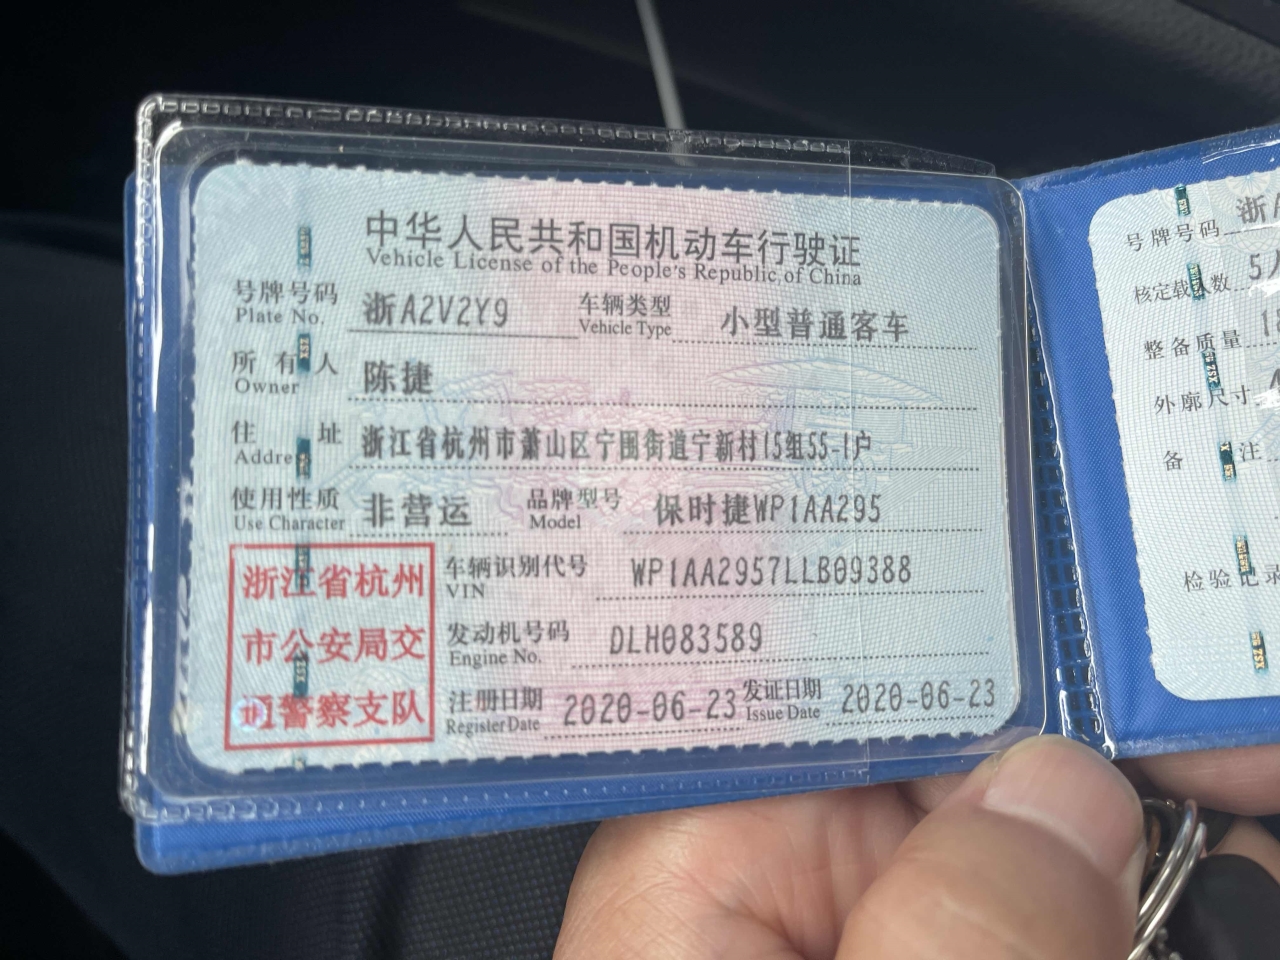 中华人民共和国机动车行驶证
Vehicle License of the People's Republic of China
号牌号码 浙A2V2Y9 车辆类型 小型普通客车
Plate No. Vehicle Type
所有人 陈捷
Owner
住址 浙江省杭州市萧山区宁围街道宁新村15组55-1户
Address
使用性质 非营运 品牌型号 保时捷WP1AA295
Use Character Model
车辆识别代号 WP1AA2957LLB09388
VIN
发动机号码 DLH083589
Engine No.
注册日期 2020-06-23 发证日期 2020-06-23
Register Date Issue Date
浙江省杭州
市公安局交
通警察支队
号牌号码 浙
核定载人数 5
整备质量
外廓尺寸
备注
检验记录